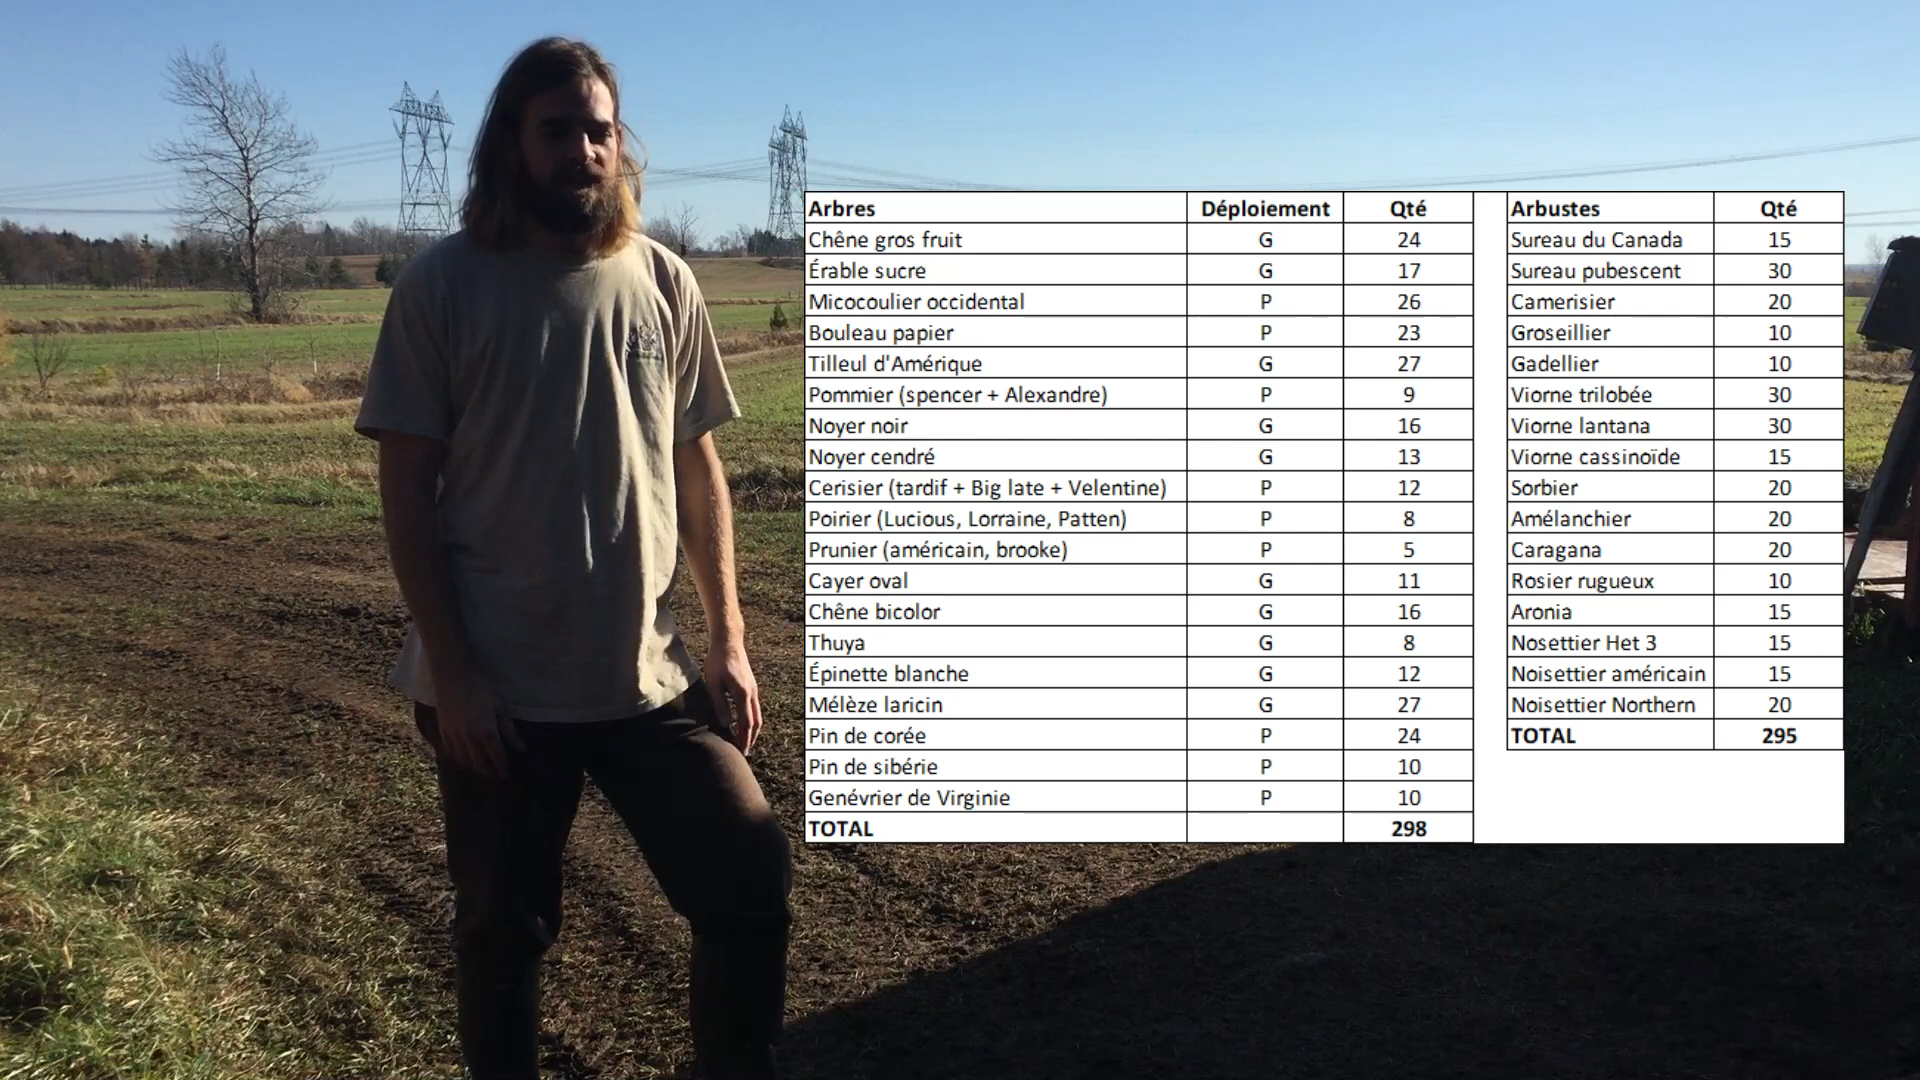 Arbres Déploiement Qté
Chêne gros fruit G 24
Érable sucre G 17
Micocoulier occidental P 26
Bouleau papier P 23
Tilleul d'Amérique G 27
Pommier (spencer + Alexandre) P 9
Noyer noir G 16
Noyer cendré G 13
Cerisier (tardif + Big late + Velentine) P 12
Poirier (Lucious, Lorraine, Patten) P 8
Prunier (américain, brooke) P 5
Cayer oval G 11
Chêne bicolor G 16
Thuya G 8
Épinette blanche G 12
Mélèze laricin G 27
Pin de corée P 24
Pin de sibérie P 10
Genévrier de Virginie P 10
TOTAL 298
Arbustes Qté
Sureau du Canada 15
Sureau pubescent 30
Camerisier 20
Groseillier 10
Gadellier 10
Viorne trilobée 30
Viorne lantana 30
Viorne cassinoïde 15
Sorbier 20
Amélanchier 20
Caragana 20
Rosier rugueux 10
Aronia 15
Nosettier Het 3 15
Noisettier américain 15
Noisettier Northern 20
TOTAL 295